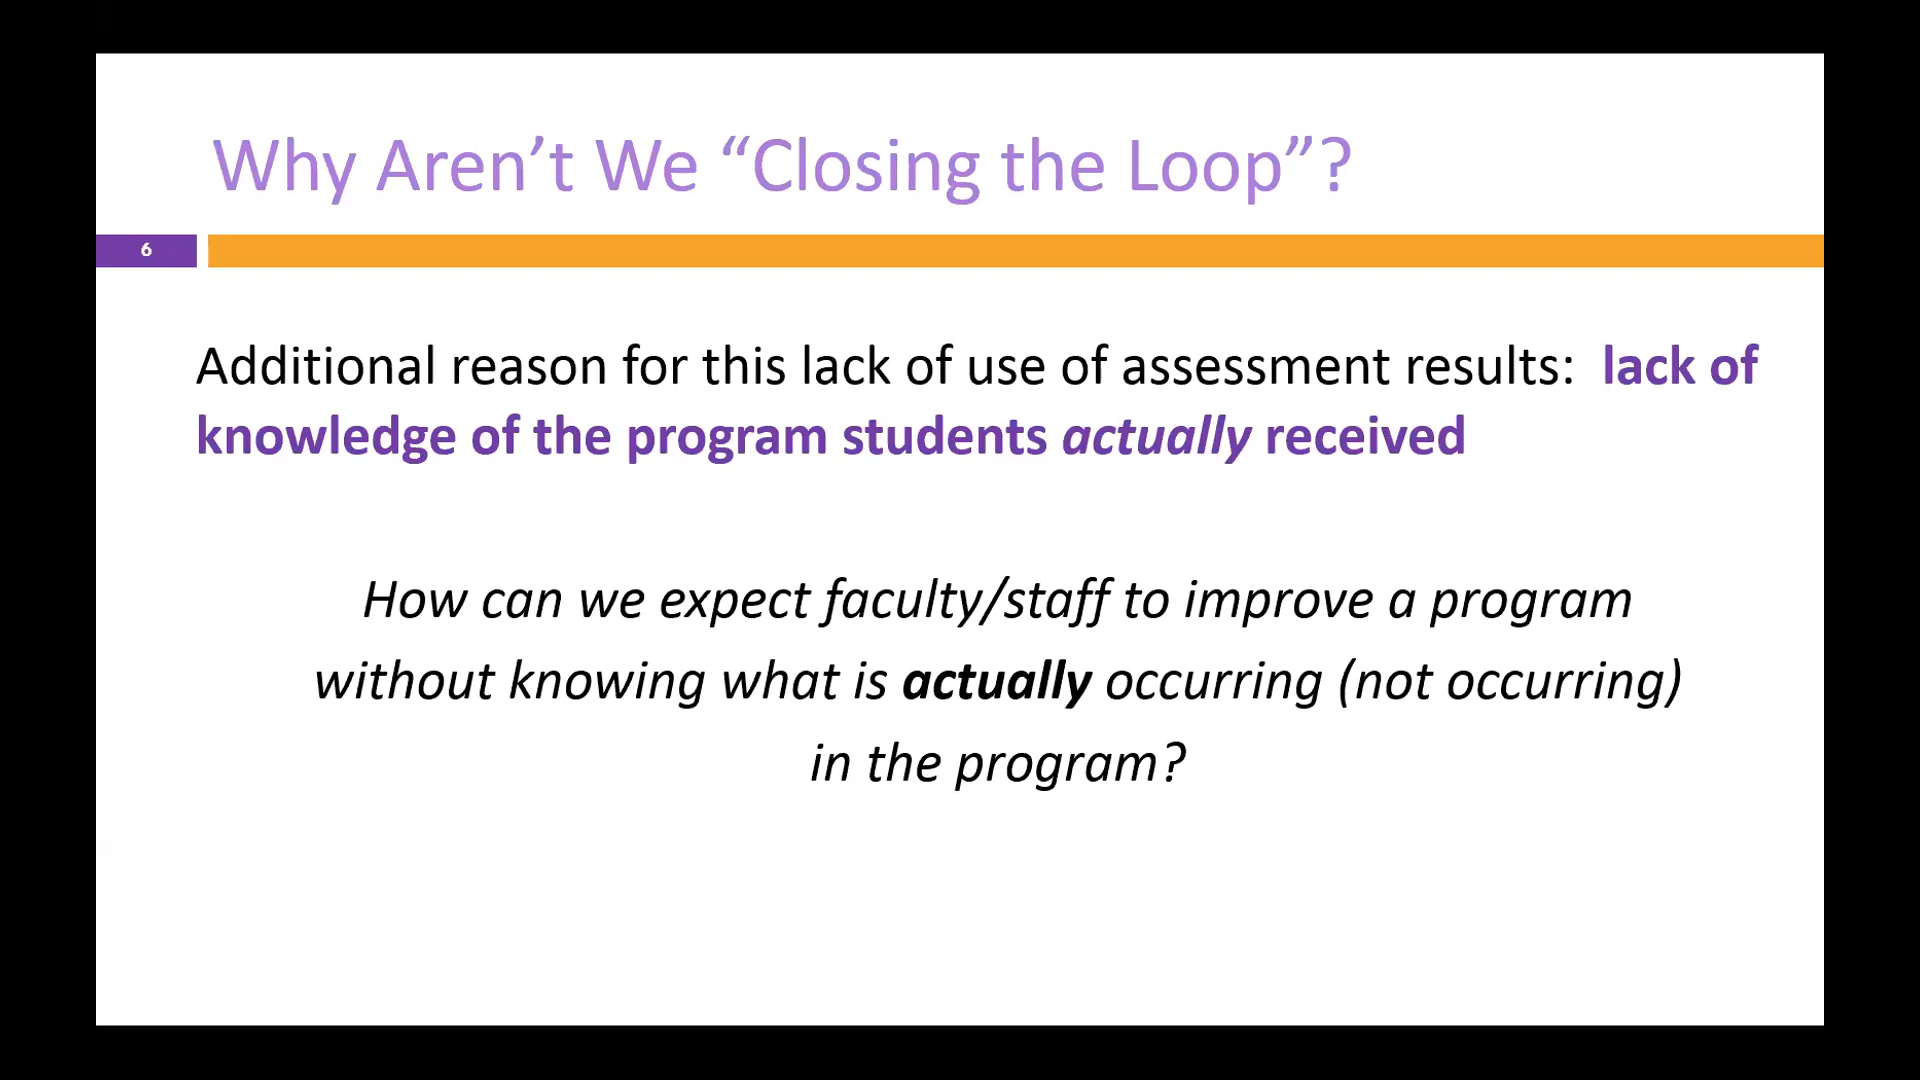 Why Aren’t We “Closing the Loop”?
6
Additional reason for this lack of use of assessment results:  lack of
knowledge of the program students actually received
How can we expect faculty/staff to improve a program
without knowing what is actually occurring (not occurring)
in the program?